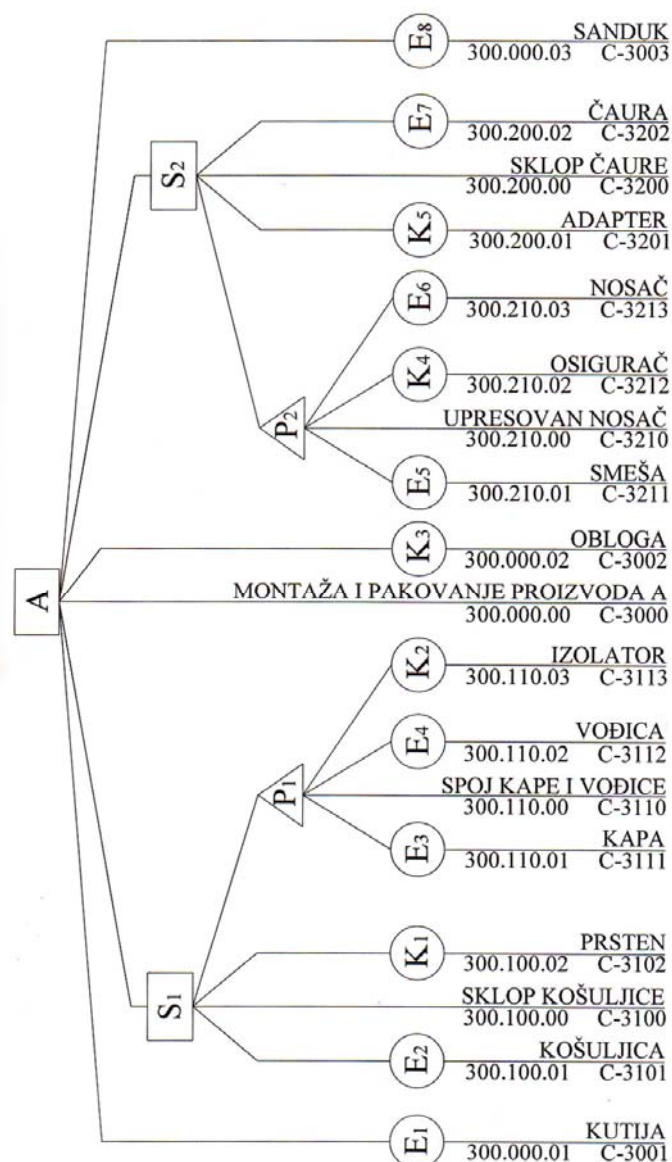 A
S1
S2
P1
P2
E1
E2
K1
E3
E4
K2
K3
E5
K4
E6
K5
E7
E8
SANDUK
300.000.03 C-3003
ČAURA
300.200.02 C-3202
SKLOP ČAURE
300.200.00 C-3200
ADAPTER
300.200.01 C-3201
NOSAČ
300.210.03 C-3213
OSIGURAČ
300.210.02 C-3212
UPRESOVAN NOSAČ
300.210.00 C-3210
SMEŠA
300.210.01 C-3211
OBLOGA
300.000.02 C-3002
MONTAŽA I PAKOVANJE PROIZVODA A
300.000.00 C-3000
IZOLATOR
300.110.03 C-3113
VOĐICA
300.110.02 C-3112
SPOJ KAPE I VOĐICE
300.110.00 C-3110
KAPA
300.110.01 C-3111
PRSTEN
300.100.02 C-3102
SKLOP KOŠULJICE
300.100.00 C-3100
KOŠULJICA
300.100.01 C-3101
KUTIJA
300.000.01 C-3001